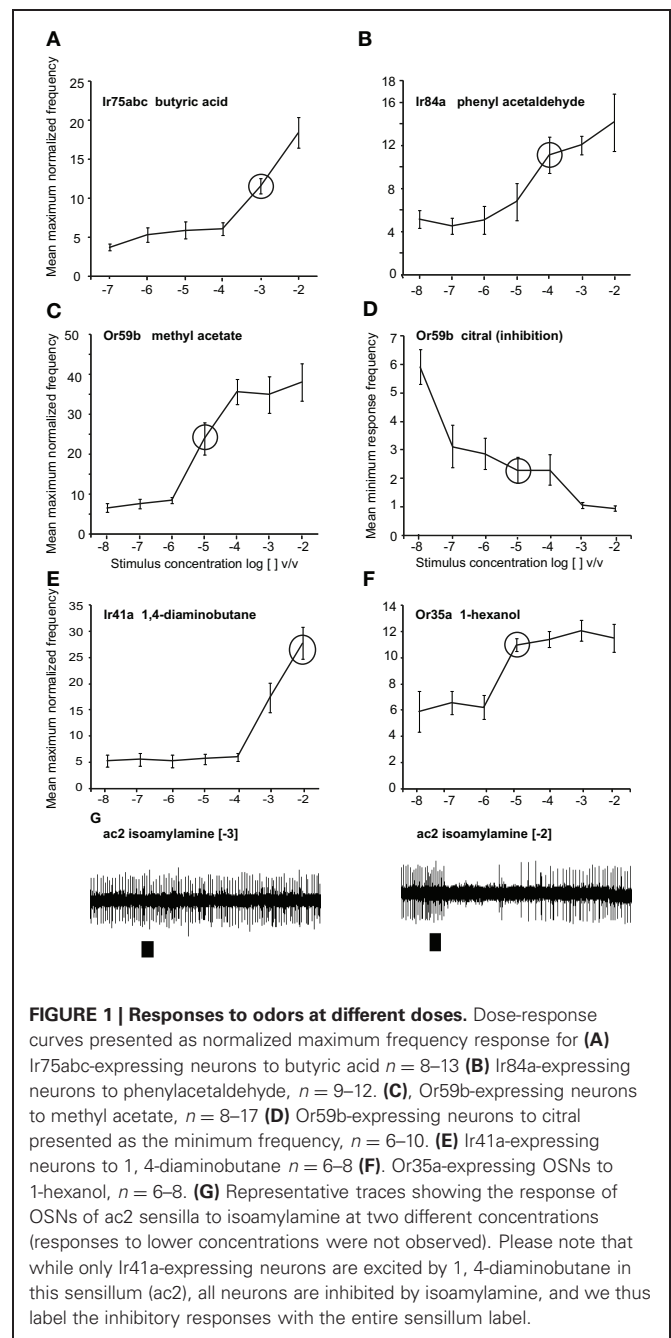 A
B
Ir75abc butyric acid
Ir84a phenyl acetaldehyde
Mean maximum normalized frequency
25
20
15
10
5
0
-7 -6 -5 -4 -3 -2
18
16
12
8
4
0
-8 -7 -6 -5 -4 -3 -2
C
D
Or59b methyl acetate
Or59b citral (inhibition)
Mean maximum normalized frequency
50
40
30
20
10
0
-8 -7 -6 -5 -4 -3 -2
Stimulus concentration log [ ] v/v
Mean minimum response frequency
7
6
5
4
3
2
1
0
-8 -7 -6 -5 -4 -3 -2
Stimulus concentration log [ ] v/v
E
F
Ir41a 1,4-diaminobutane
Or35a 1-hexanol
Mean maximum normalized frequency
35
30
25
20
15
10
5
0
-8 -7 -6 -5 -4 -3 -2
14
12
10
8
6
4
2
0
-8 -7 -6 -5 -4 -3 -2
G
ac2 isoamylamine [-3]
ac2 isoamylamine [-2]
FIGURE 1 | Responses to odors at different doses. Dose-response
curves presented as normalized maximum frequency response for (A)
Ir75abc-expressing neurons to butyric acid n = 8–13 (B) Ir84a-expressing
neurons to phenylacetaldehyde, n = 9–12. (C), Or59b-expressing neurons
to methyl acetate, n = 8–17 (D) Or59b-expressing neurons to citral
presented as the minimum frequency, n = 6–10. (E) Ir41a-expressing
neurons to 1, 4-diaminobutane n = 6–8 (F). Or35a-expressing OSNs to
1-hexanol, n = 6–8. (G) Representative traces showing the response of
OSNs of ac2 sensilla to isoamylamine at two different concentrations
(responses to lower concentrations were not observed). Please note that
while only Ir41a-expressing neurons are excited by 1, 4-diaminobutane in
this sensillum (ac2), all neurons are inhibited by isoamylamine, and we thus
label the inhibitory responses with the entire sensillum label.